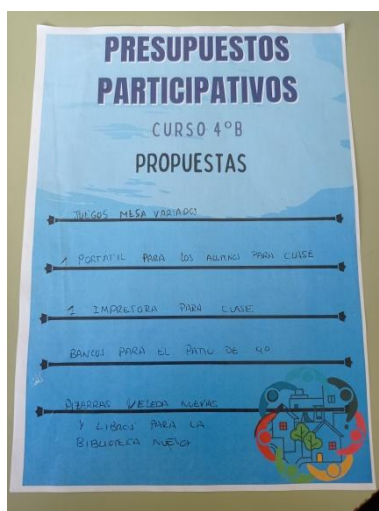 PRESUPUESTOS
PARTICIPATIVOS
CURSO 4ºB
PROPUESTAS
JUEGOS MESA VARIADOS
1 PORTATIL PARA LOS ALUMNOS PARA CLASE
1 IMPRESORA PARA CLASE
BANCOS PARA EL PATIO DE 4º
PIZARRAS VELEDA NUEVAS
Y LIBROS PARA LA
BIBLIOTECA NUEVOS